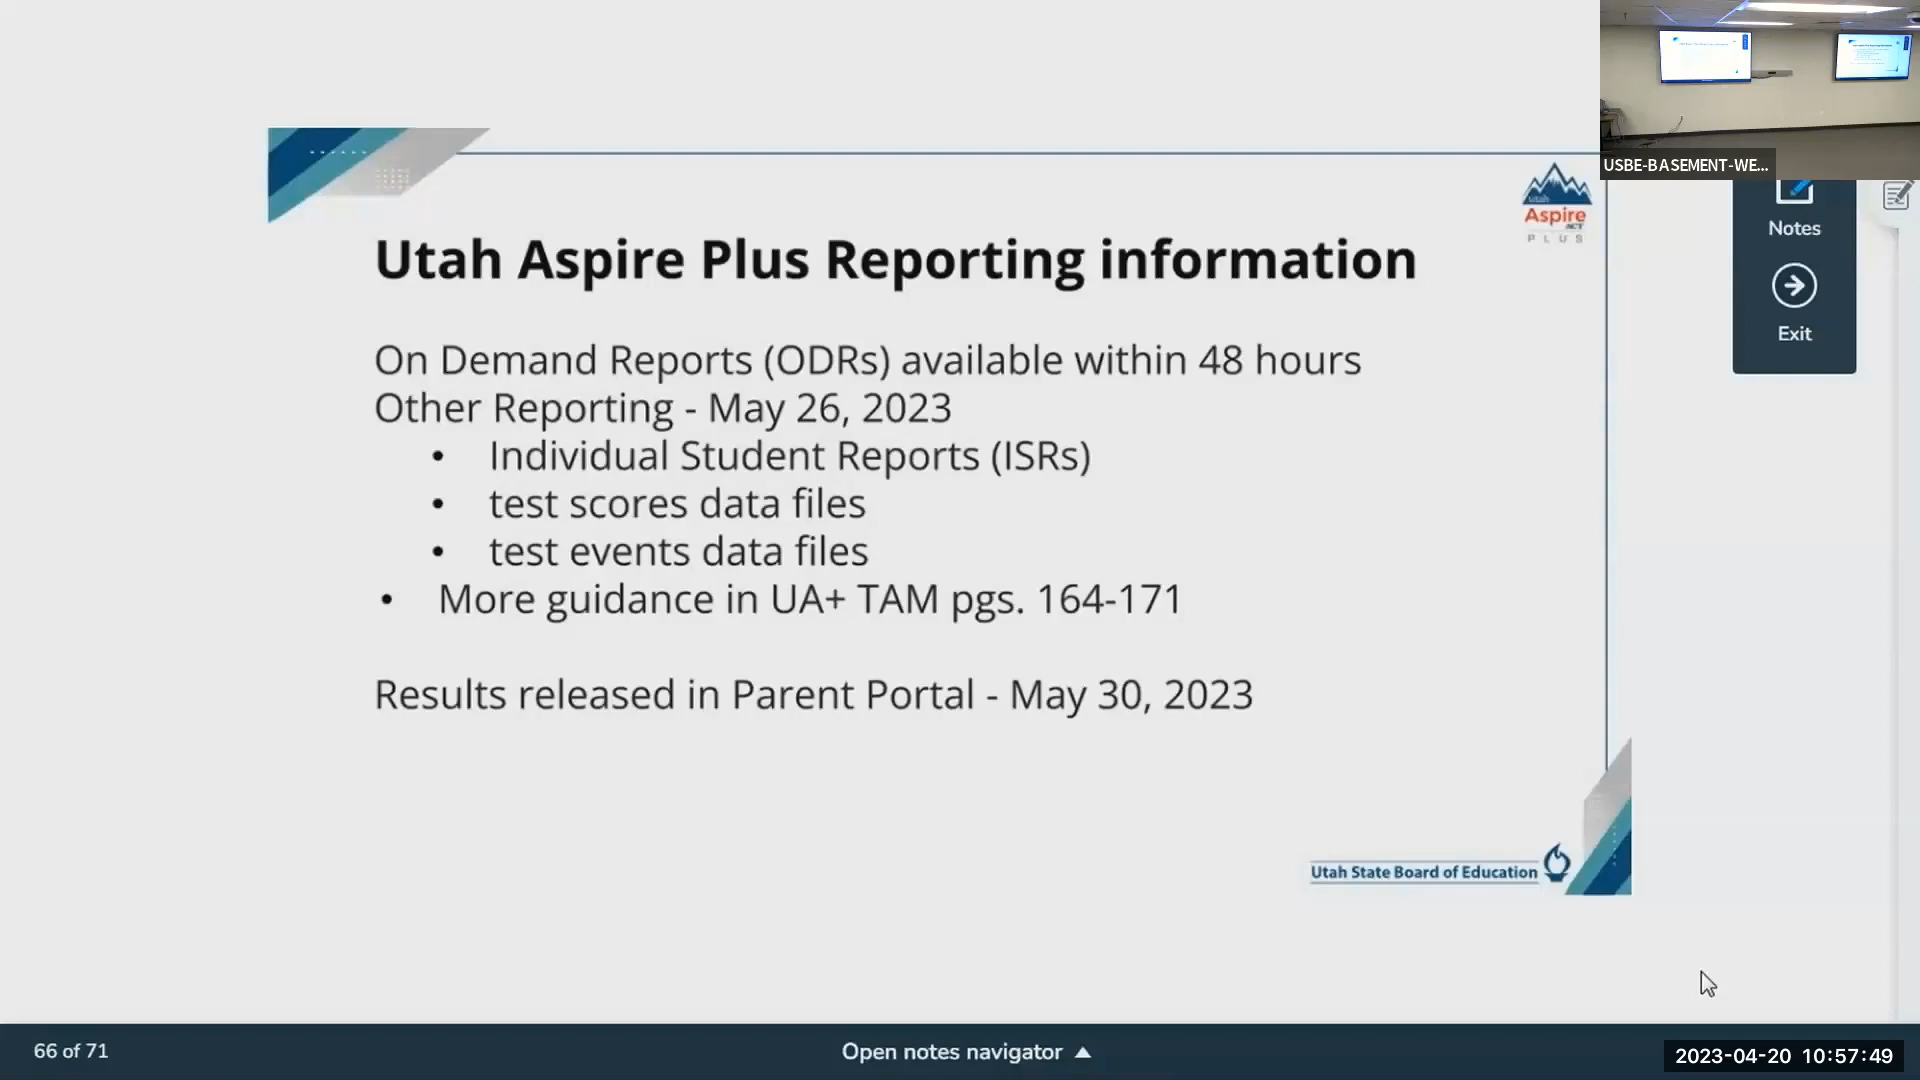 USBE-BASEMENT-WE...
Notes
Exit
utah
Aspire
ACT
PLUS
Utah Aspire Plus Reporting information
On Demand Reports (ODRs) available within 48 hours
Other Reporting - May 26, 2023
• Individual Student Reports (ISRs)
• test scores data files
• test events data files
• More guidance in UA+ TAM pgs. 164-171
Results released in Parent Portal - May 30, 2023
Utah State Board of Education
66 of 71
Open notes navigator ▲
2023-04-20 10:57:49